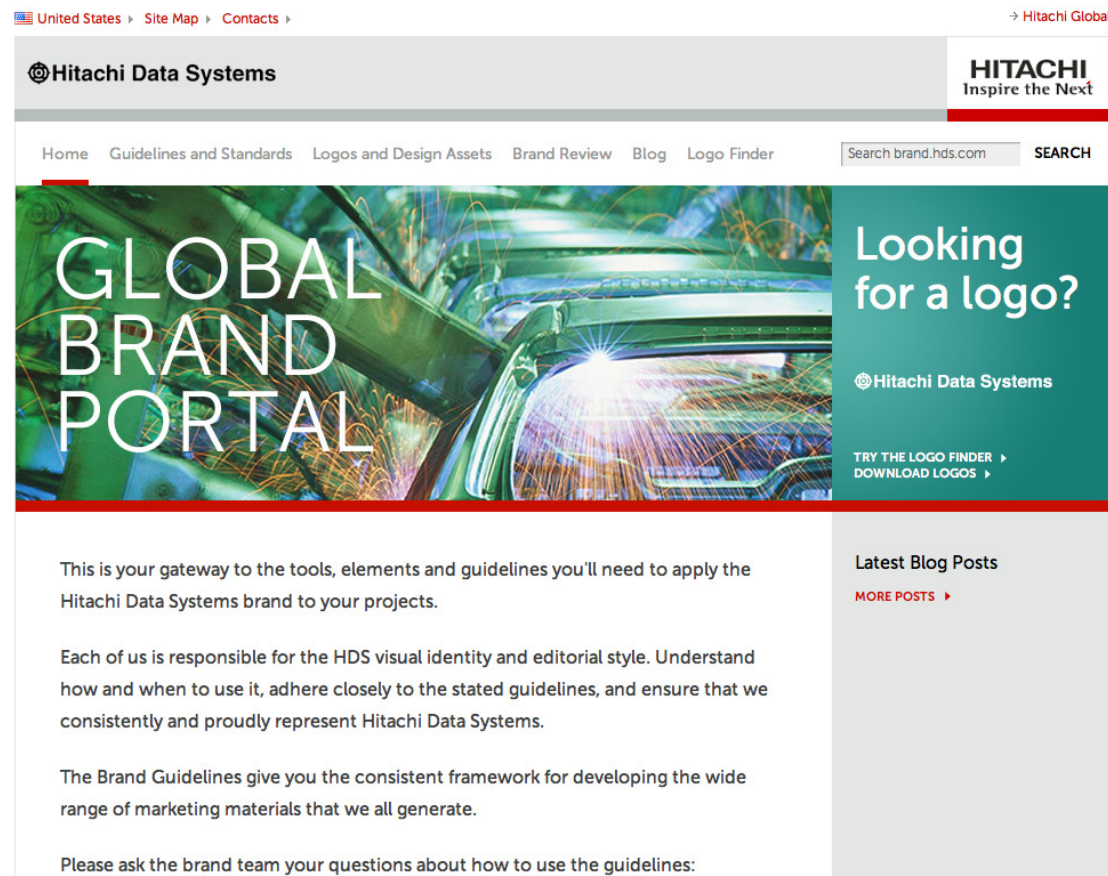 United States Site Map Contacts
Hitachi Global
Hitachi Data Systems
HITACHI
Inspire the Next
Home Guidelines and Standards Logos and Design Assets Brand Review Blog Logo Finder
Search brand.hds.com SEARCH
GLOBAL
BRAND
PORTAL
Looking
for a logo?
Hitachi Data Systems
TRY THE LOGO FINDER
DOWNLOAD LOGOS
This is your gateway to the tools, elements and guidelines you'll need to apply the
Hitachi Data Systems brand to your projects.
Each of us is responsible for the HDS visual identity and editorial style. Understand
how and when to use it, adhere closely to the stated guidelines, and ensure that we
consistently and proudly represent Hitachi Data Systems.
The Brand Guidelines give you the consistent framework for developing the wide
range of marketing materials that we all generate.
Please ask the brand team your questions about how to use the guidelines:
Latest Blog Posts
MORE POSTS